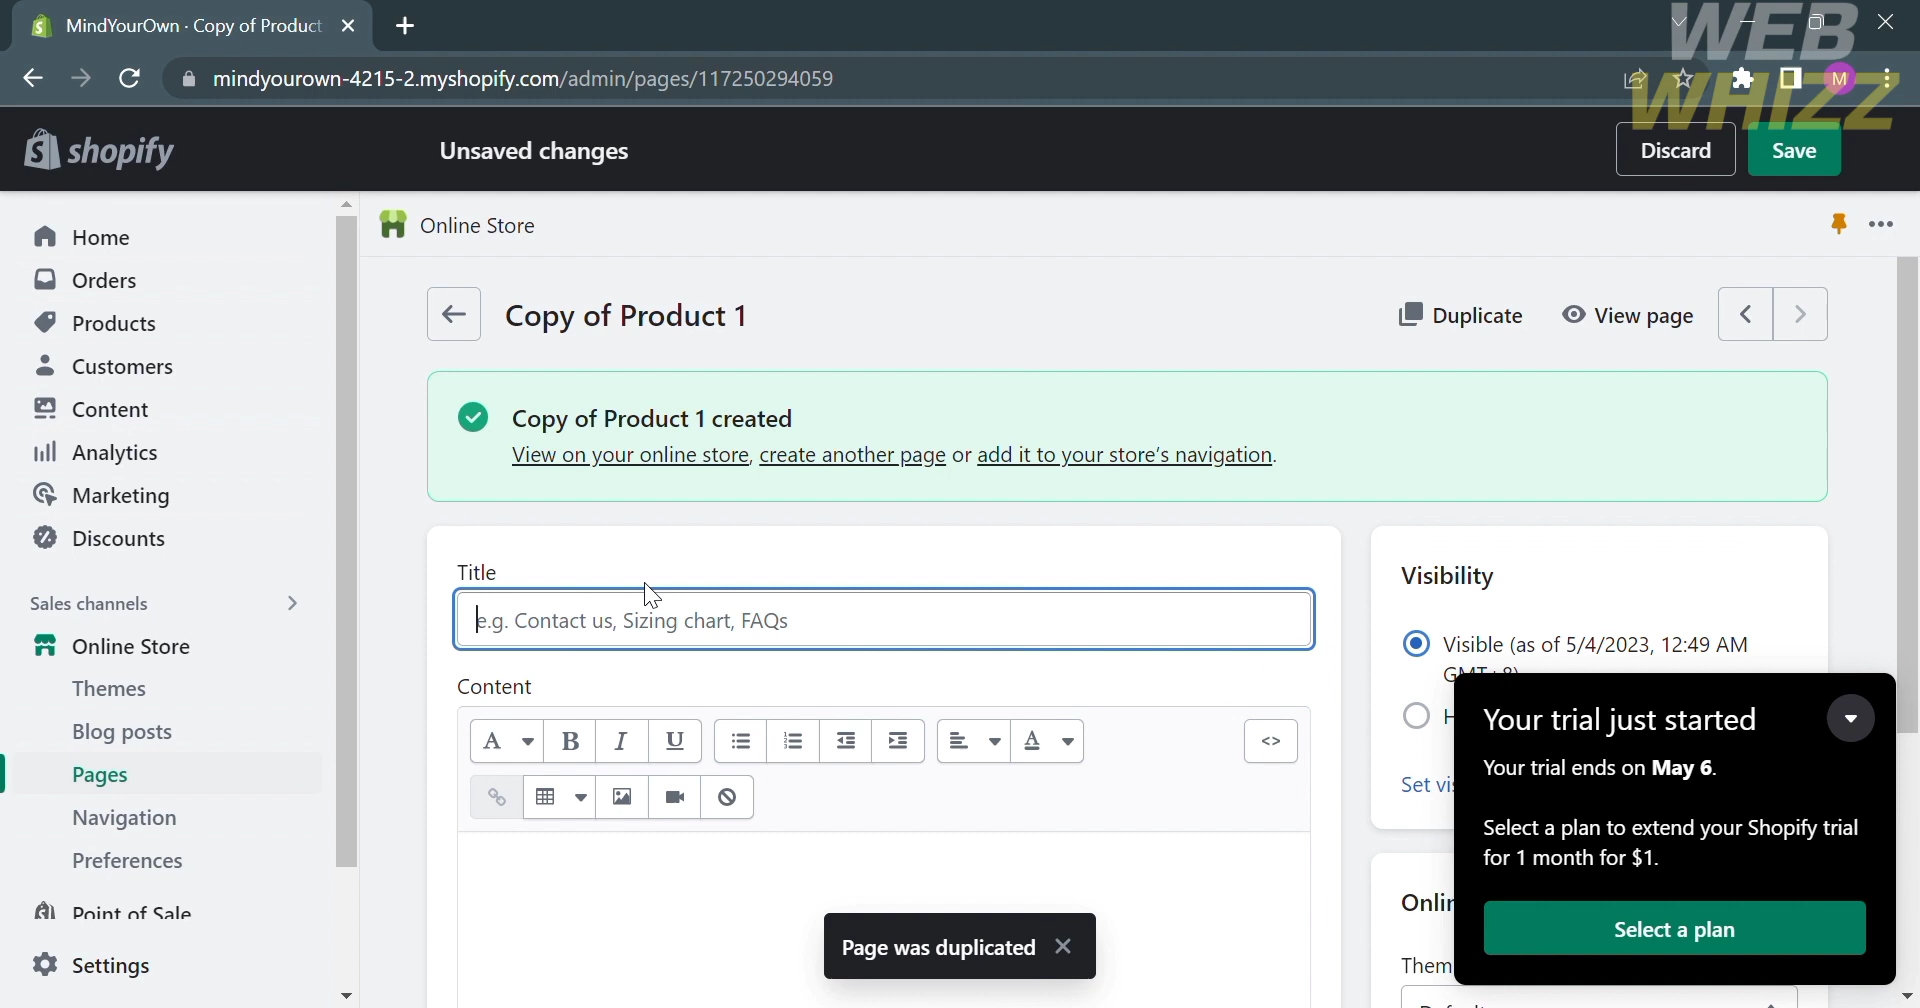 MindYourOwn · Copy of Product
WEB
WHIZZ
mindyourown-4215-2.myshopify.com/admin/pages/117250294059
M
shopify
Unsaved changes
Discard
Save
Home
Orders
Products
Customers
Content
Analytics
Marketing
Discounts
Sales channels
Online Store
Themes
Blog posts
Pages
Navigation
Preferences
Point of Sale
Settings
Online Store
Copy of Product 1
Duplicate
View page
Copy of Product 1 created
View on your online store, create another page or add it to your store's navigation.
Title
e.g. Contact us, Sizing chart, FAQs
Content
A B I U A <>
Page was duplicated
Visibility
Visible (as of 5/4/2023, 12:49 AM
H
Set vis
Onlin
Them
Your trial just started
Your trial ends on May 6.
Select a plan to extend your Shopify trial
for 1 month for $1.
Select a plan